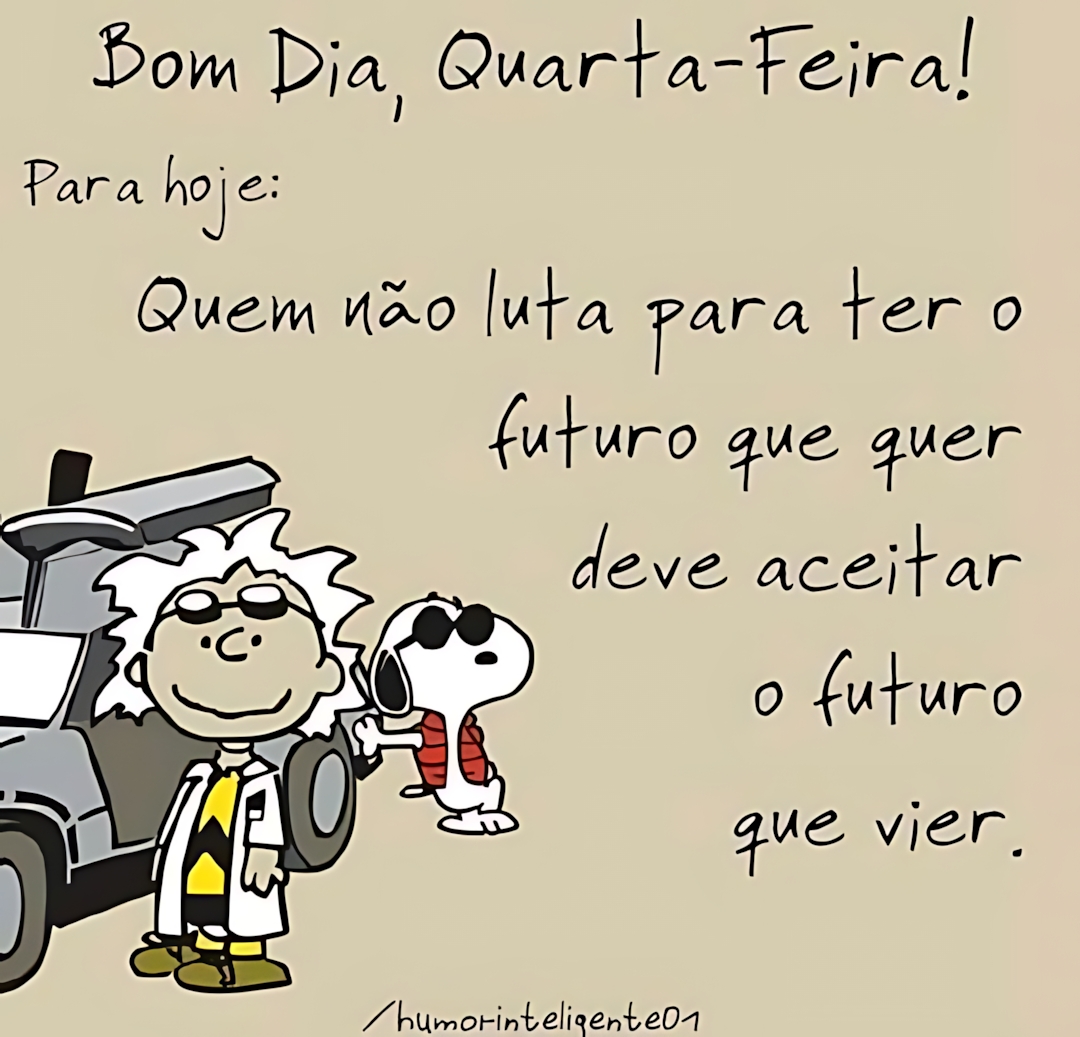 Bom Dia, Quarta-Feira!
Para hoje:
Quem não luta para ter o
futuro que quer
deve aceitar
o futuro
que vier.
/humorinteligente01